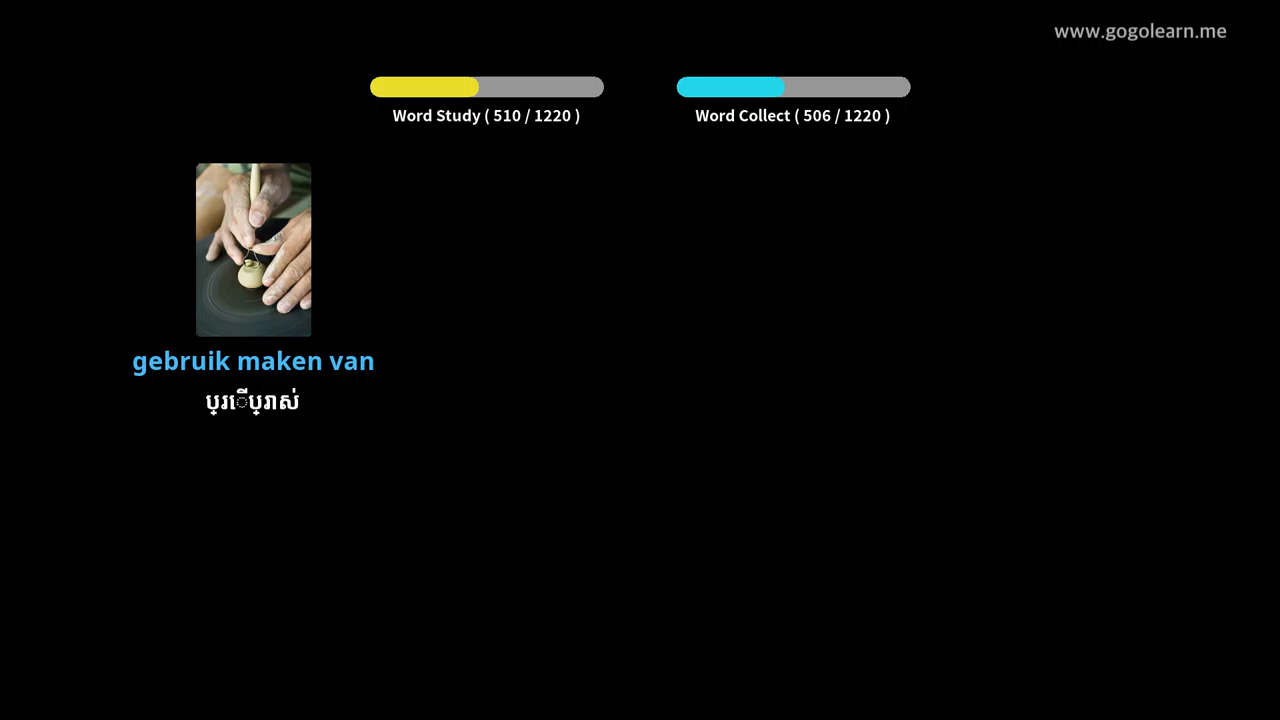 www.gogolearn.me
Word Study ( 510 / 1220 )
Word Collect ( 506 / 1220 )
gebruik maken van
ប្រើប្រាស់